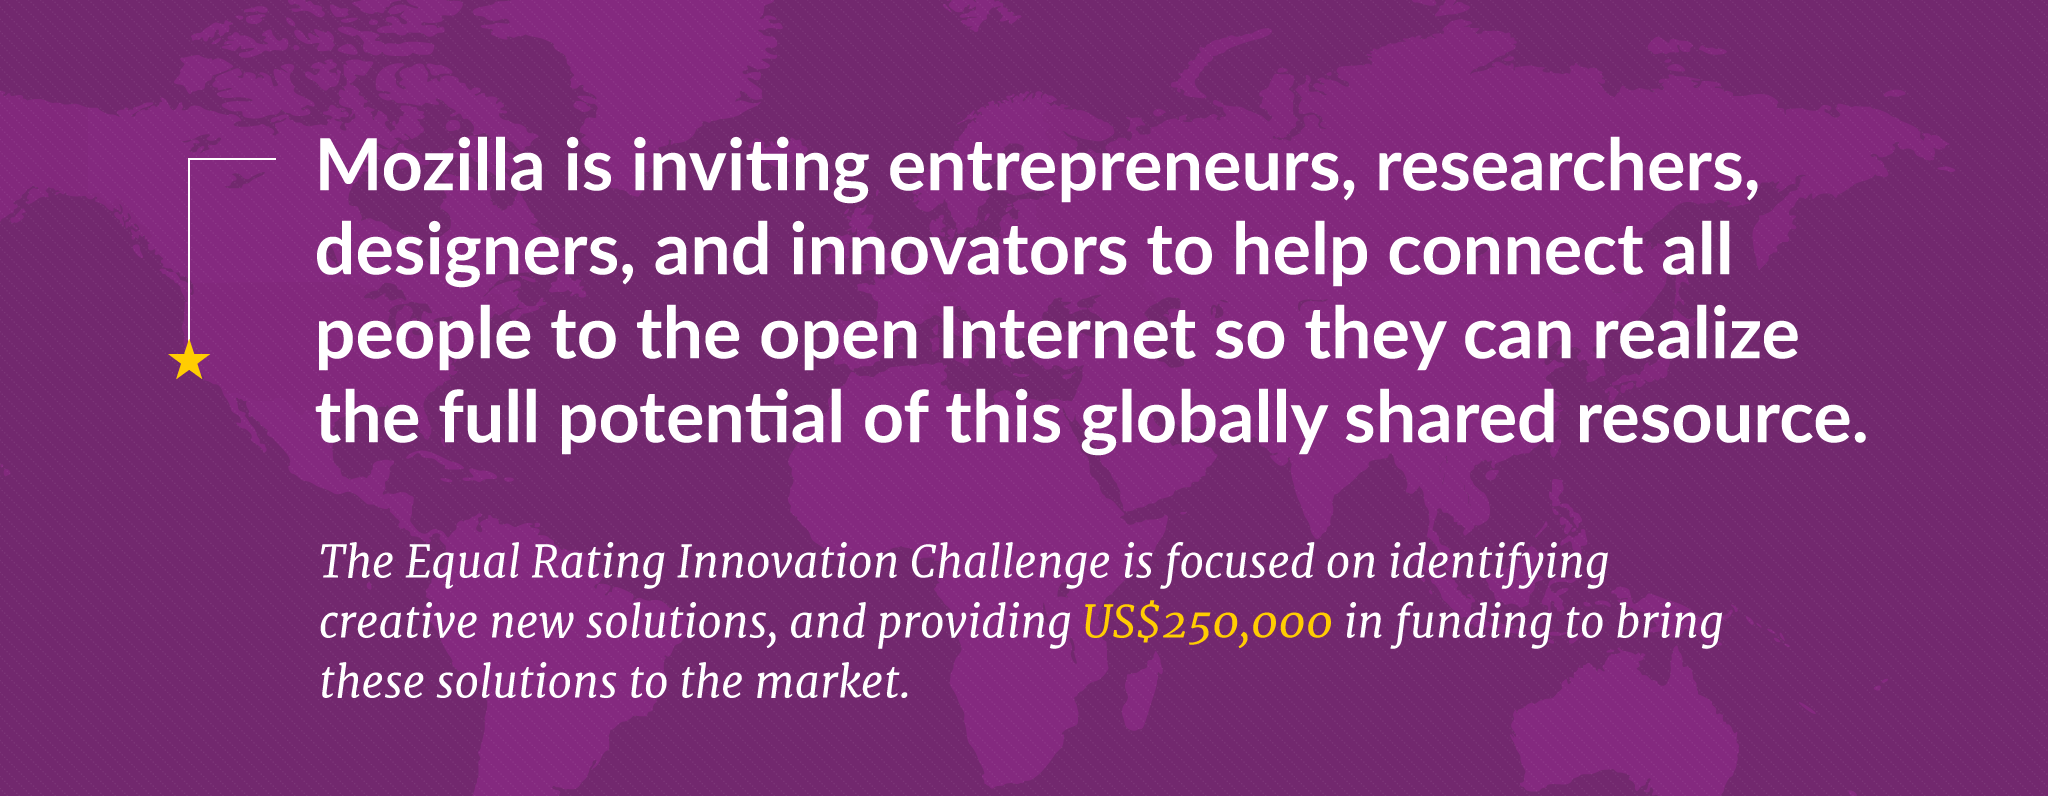 Mozilla is inviting entrepreneurs, researchers,
designers, and innovators to help connect all
people to the open Internet so they can realize
the full potential of this globally shared resource.
The Equal Rating Innovation Challenge is focused on identifying
creative new solutions, and providing US$250,000 in funding to bring
these solutions to the market.